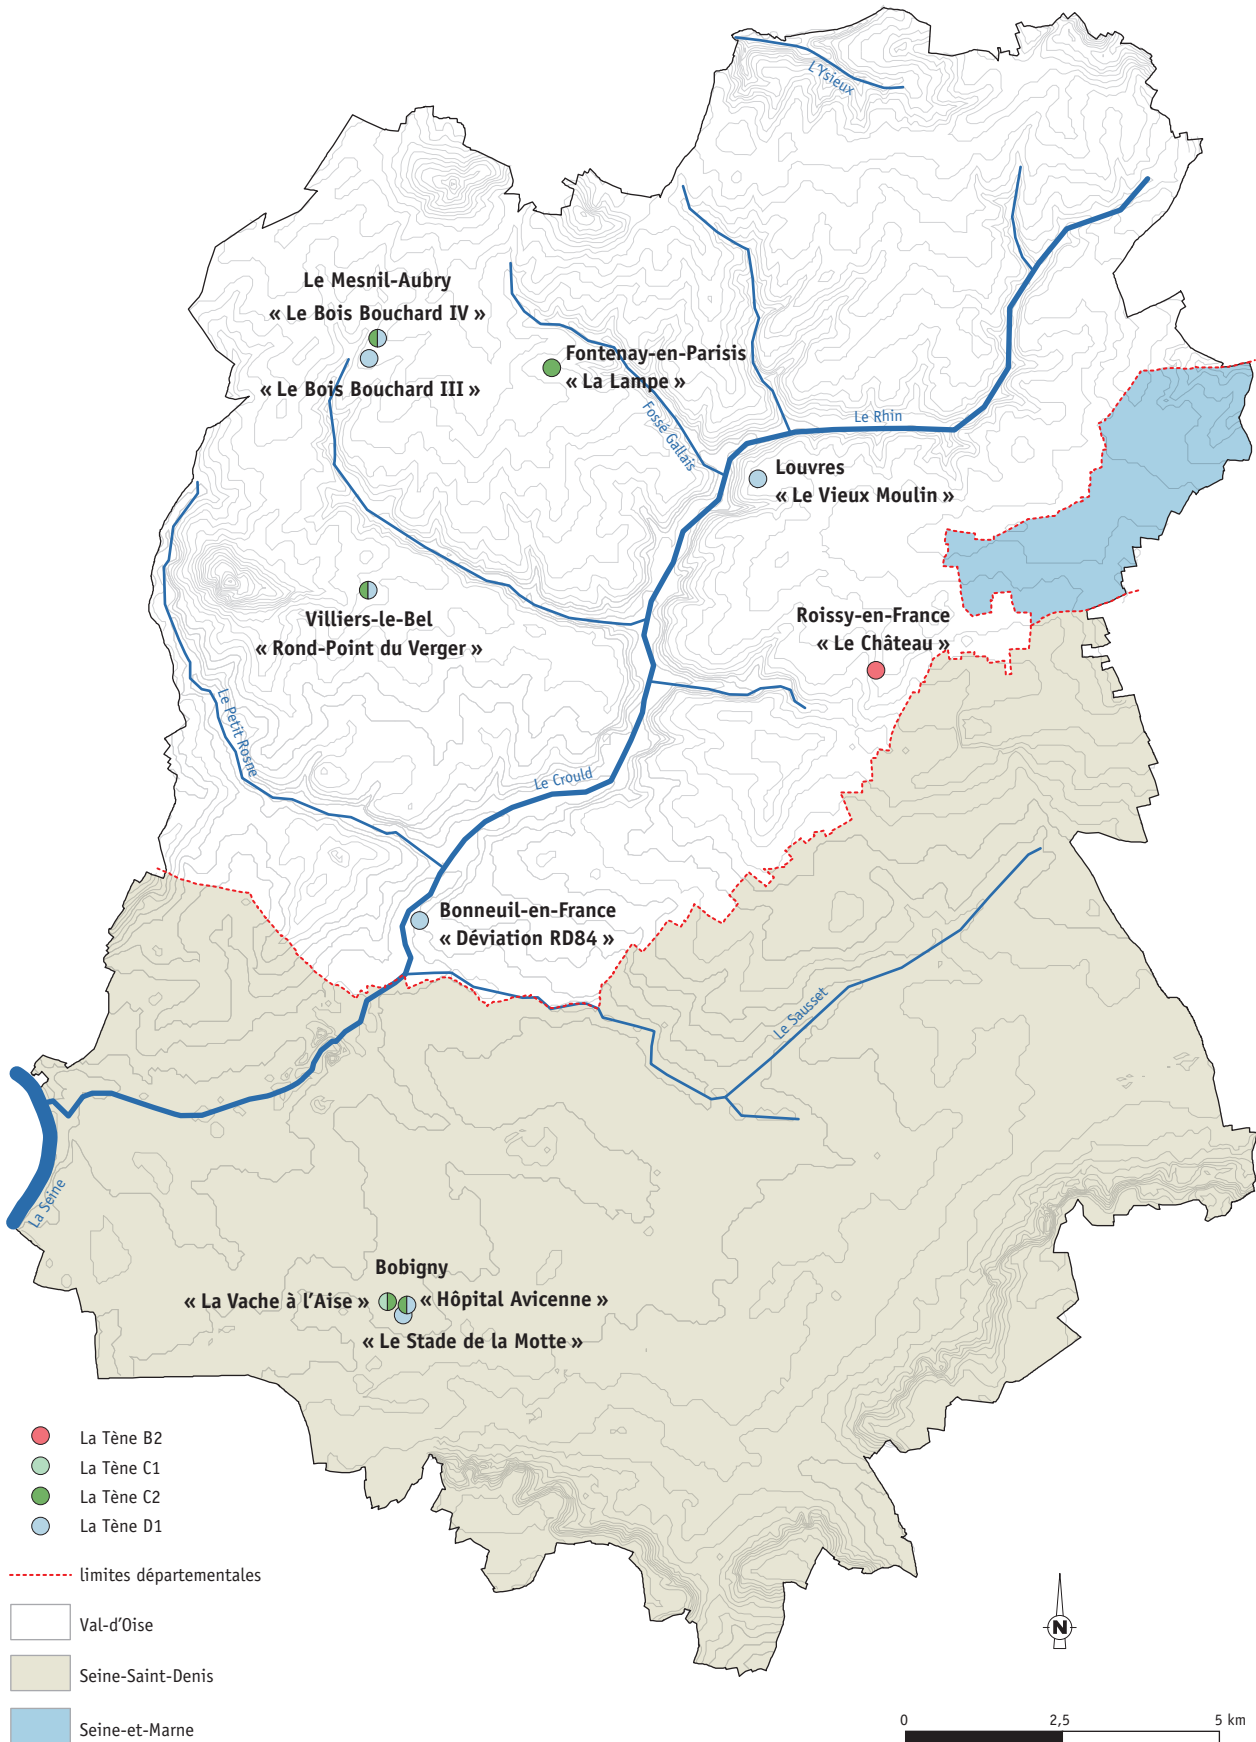 L'Ysieux
Le Mesnil-Aubry
« Le Bois Bouchard IV »
« Le Bois Bouchard III »
Fontenay-en-Parisis
« La Lampe »
Fossé Gallais
Le Rhin
Louvres
« Le Vieux Moulin »
Villiers-le-Bel
« Rond-Point du Verger »
Roissy-en-France
« Le Château »
Le Petit Rosne
Le Crould
Bonneuil-en-France
« Déviation RD84 »
Le Sausset
La Seine
Bobigny
« La Vache à l'Aise »
« Hôpital Avicenne »
« Le Stade de la Motte »
La Tène B2
La Tène C1
La Tène C2
La Tène D1
limites départementales
Val-d'Oise
Seine-Saint-Denis
Seine-et-Marne
N
0 2,5 5 km